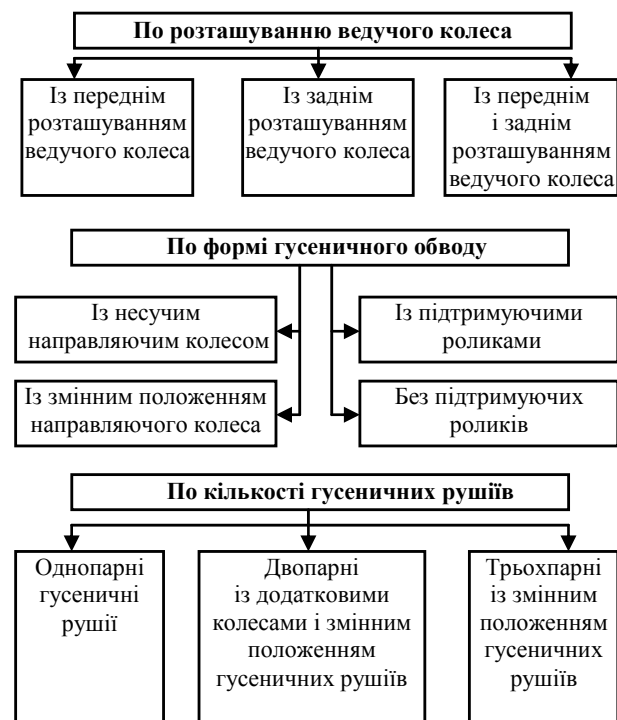 По розташуванню ведучого колеса
Із переднім
розташуванням
ведучого колеса
Із заднім
розташуванням
ведучого колеса
Із переднім
і заднім
розташуванням
ведучого колеса
По формі гусеничного обводу
Із несучим
направляючим колесом
Із підтримуючими
роликами
Із змінним положенням
направляючого колеса
Без підтримуючих
роликів
По кількості гусеничних рушіїв
Однопарні
гусеничні
рушії
Двопарні
із додатковими
колесами і змінним
положенням
гусеничних рушіїв
Трьохпарні
із змінним
положенням
гусеничних
рушіїв